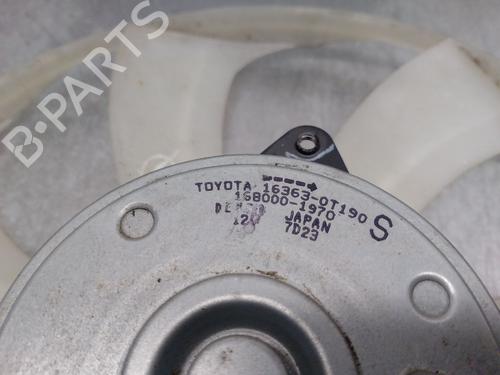 B-PARTS
TOYOTA 16363-0T190
168000-1970 S
JAPAN
7D23